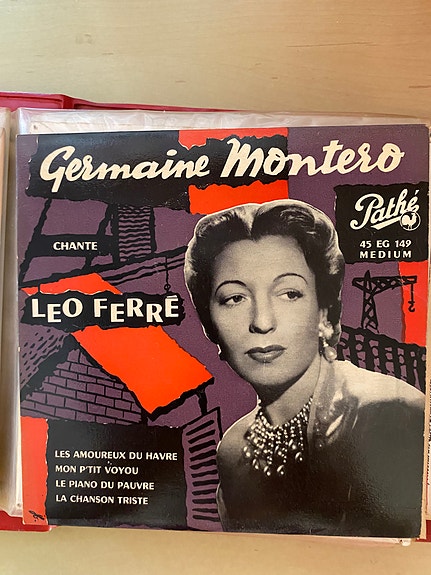 Germaine Montero
Pathé
45 EG 149
MEDIUM
CHANTE
LEO FERRÉ
LES AMOUREUX DU HAVRE
MON P'TIT VOYOU
LE PIANO DU PAUVRE
LA CHANSON TRISTE